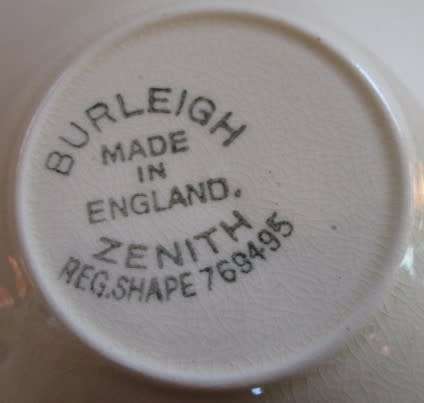 BURLEIGH
MADE
IN
ENGLAND.
ZENITH
REG.SHAPE 769495